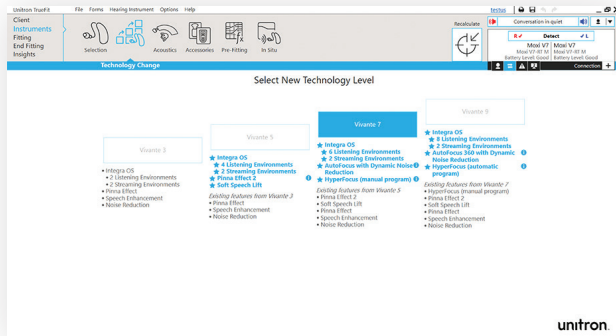 Unitron TrueFit
File Forms Hearing Instrument Options Help
testus
Client
Instruments
Fitting
End Fitting
Insights
Selection
Acoustics
Accessories
Pre-Fitting
In Situ
Recalculate
Conversation in quiet
R Detect L
Moxi V7 Moxi V7
Moxi V7-RT M Moxi V7-RT M
Battery Level: Good Battery Level: Good
Connection
Technology Change
Select New Technology Level
Vivante 3
Integra OS
2 Listening Environments
2 Streaming Environments
Pinna Effect
Speech Enhancement
Noise Reduction
Vivante 5
Integra OS
4 Listening Environments
2 Streaming Environments
Pinna Effect 2
Soft Speech Lift
Existing features from Vivante 3
Pinna Effect
Speech Enhancement
Noise Reduction
Vivante 7
Integra OS
6 Listening Environments
2 Streaming Environments
AutoFocus with Dynamic Noise
Reduction
HyperFocus (manual program)
Existing features from Vivante 5
Pinna Effect 2
Soft Speech Lift
Pinna Effect
Speech Enhancement
Noise Reduction
Vivante 9
Integra OS
8 Listening Environments
2 Streaming Environments
AutoFocus 360 with Dynamic
Noise Reduction
HyperFocus (automatic
program)
Existing features from Vivante 7
HyperFocus (manual program)
Pinna Effect 2
Soft Speech Lift
Pinna Effect
Speech Enhancement
Noise Reduction
unitron.